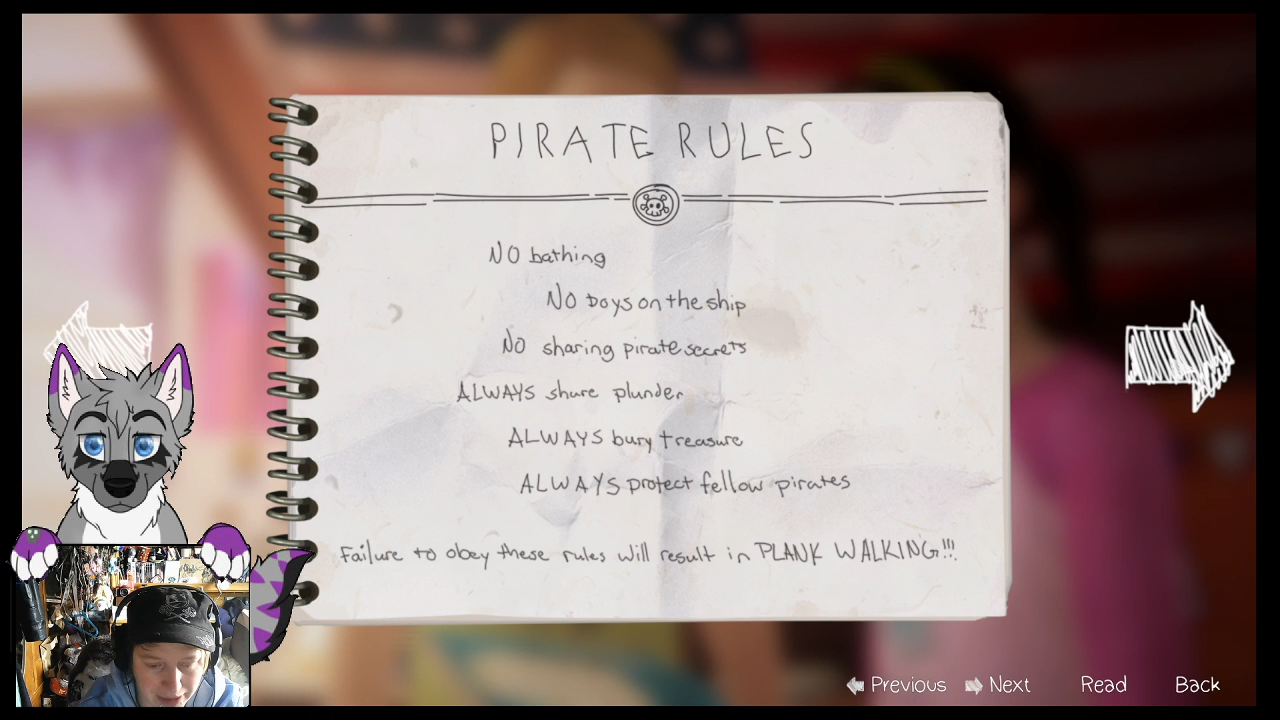 PIRATE RULES
NO bathing
NO boys on the ship
NO sharing pirate secrets
ALWAYS share plunder
ALWAYS bury treasure
ALWAYS protect fellow pirates
Failure to obey these rules will result in PLANK WALKING!!!
Previous Next Read Back